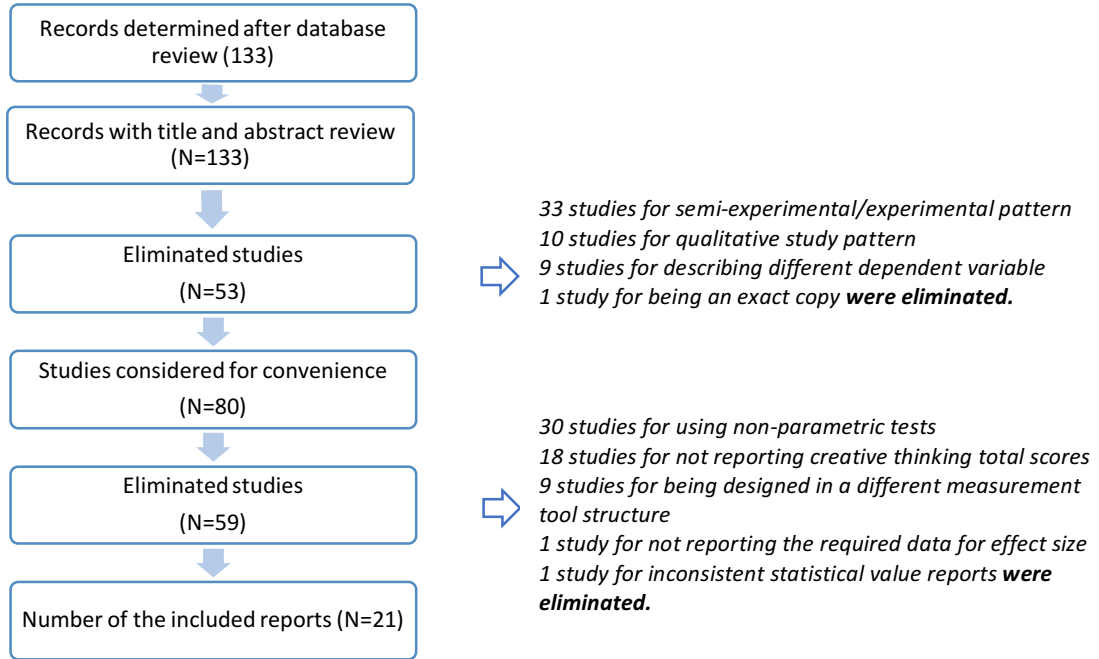 Records determined after database
review (133)
Records with title and abstract review
(N=133)
Eliminated studies
(N=53)
33 studies for semi-experimental/experimental pattern
10 studies for qualitative study pattern
9 studies for describing different dependent variable
1 study for being an exact copy were eliminated.
Studies considered for convenience
(N=80)
Eliminated studies
(N=59)
30 studies for using non-parametric tests
18 studies for not reporting creative thinking total scores
9 studies for being designed in a different measurement
tool structure
1 study for not reporting the required data for effect size
1 study for inconsistent statistical value reports were
eliminated.
Number of the included reports (N=21)